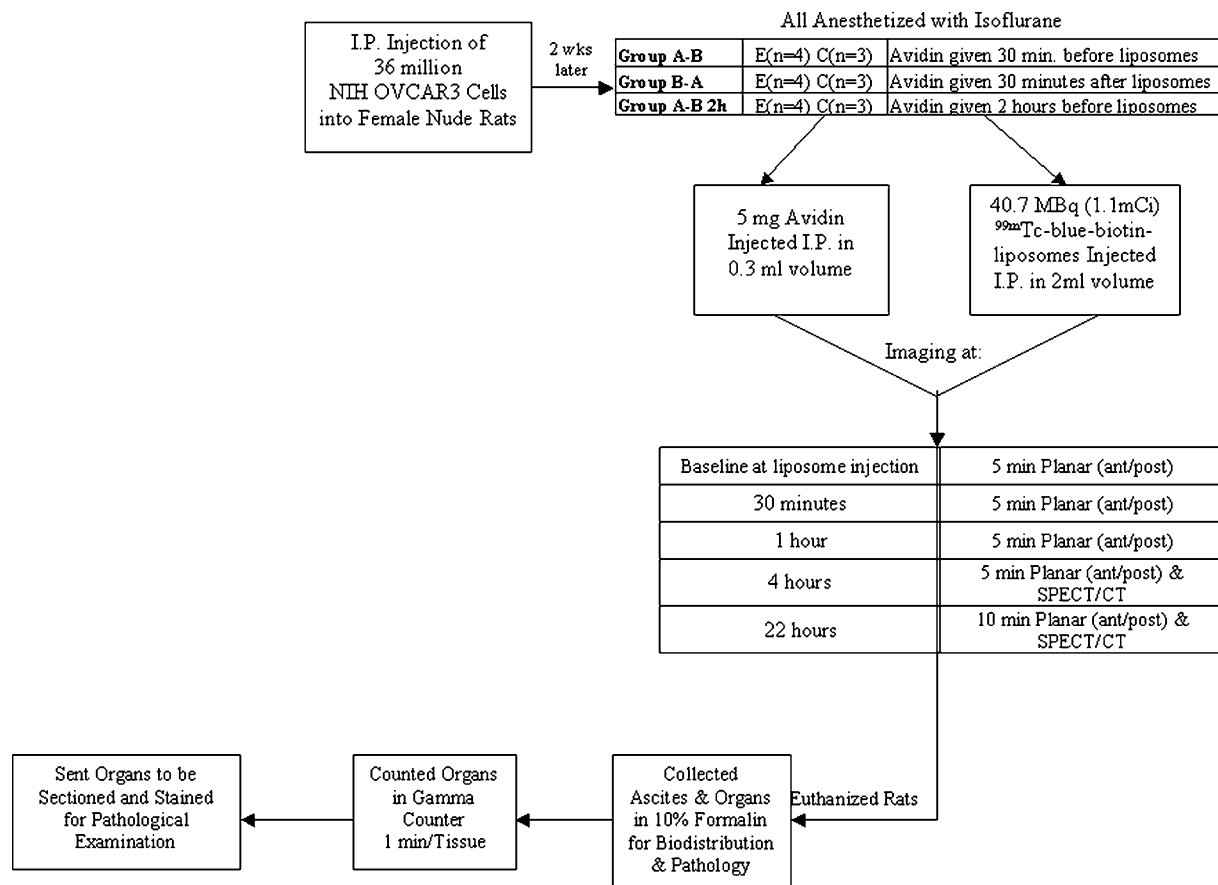 I.P. Injection of
36 million
NIH OVCAR3 Cells
into Female Nude Rats
2 wks
later
All Anesthetized with Isoflurane
Group A-B E(n=4) C(n=3) Avidin given 30 min. before liposomes
Group B-A E(n=4) C(n=3) Avidin given 30 minutes after liposomes
Group A-B 2h E(n=4) C(n=3) Avidin given 2 hours before liposomes
5 mg Avidin
Injected I.P. in
0.3 ml volume
40.7 MBq (1.1mCi)
99mTc-blue-biotin-
liposomes Injected
I.P. in 2ml volume
Imaging at:
Baseline at liposome injection 5 min Planar (ant/post)
30 minutes 5 min Planar (ant/post)
1 hour 5 min Planar (ant/post)
4 hours 5 min Planar (ant/post) &
SPECT/CT
22 hours 10 min Planar (ant/post) &
SPECT/CT
Euthanized Rats
Collected
Ascites & Organs
in 10% Formalin
for Biodistribution
& Pathology
Counted Organs
in Gamma
Counter
1 min/Tissue
Sent Organs to be
Sectioned and Stained
for Pathological
Examination